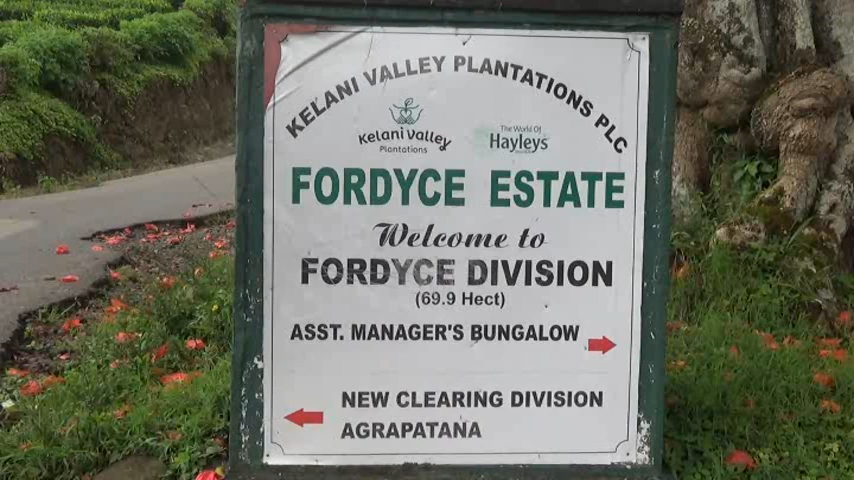 KELANI VALLEY PLANTATIONS PLC
Kelani Valley
Plantations
The World Of
Hayleys
FORDYCE ESTATE
Welcome to
FORDYCE DIVISION
(69.9 Hect)
ASST. MANAGER'S BUNGALOW
NEW CLEARING DIVISION
AGRAPATANA